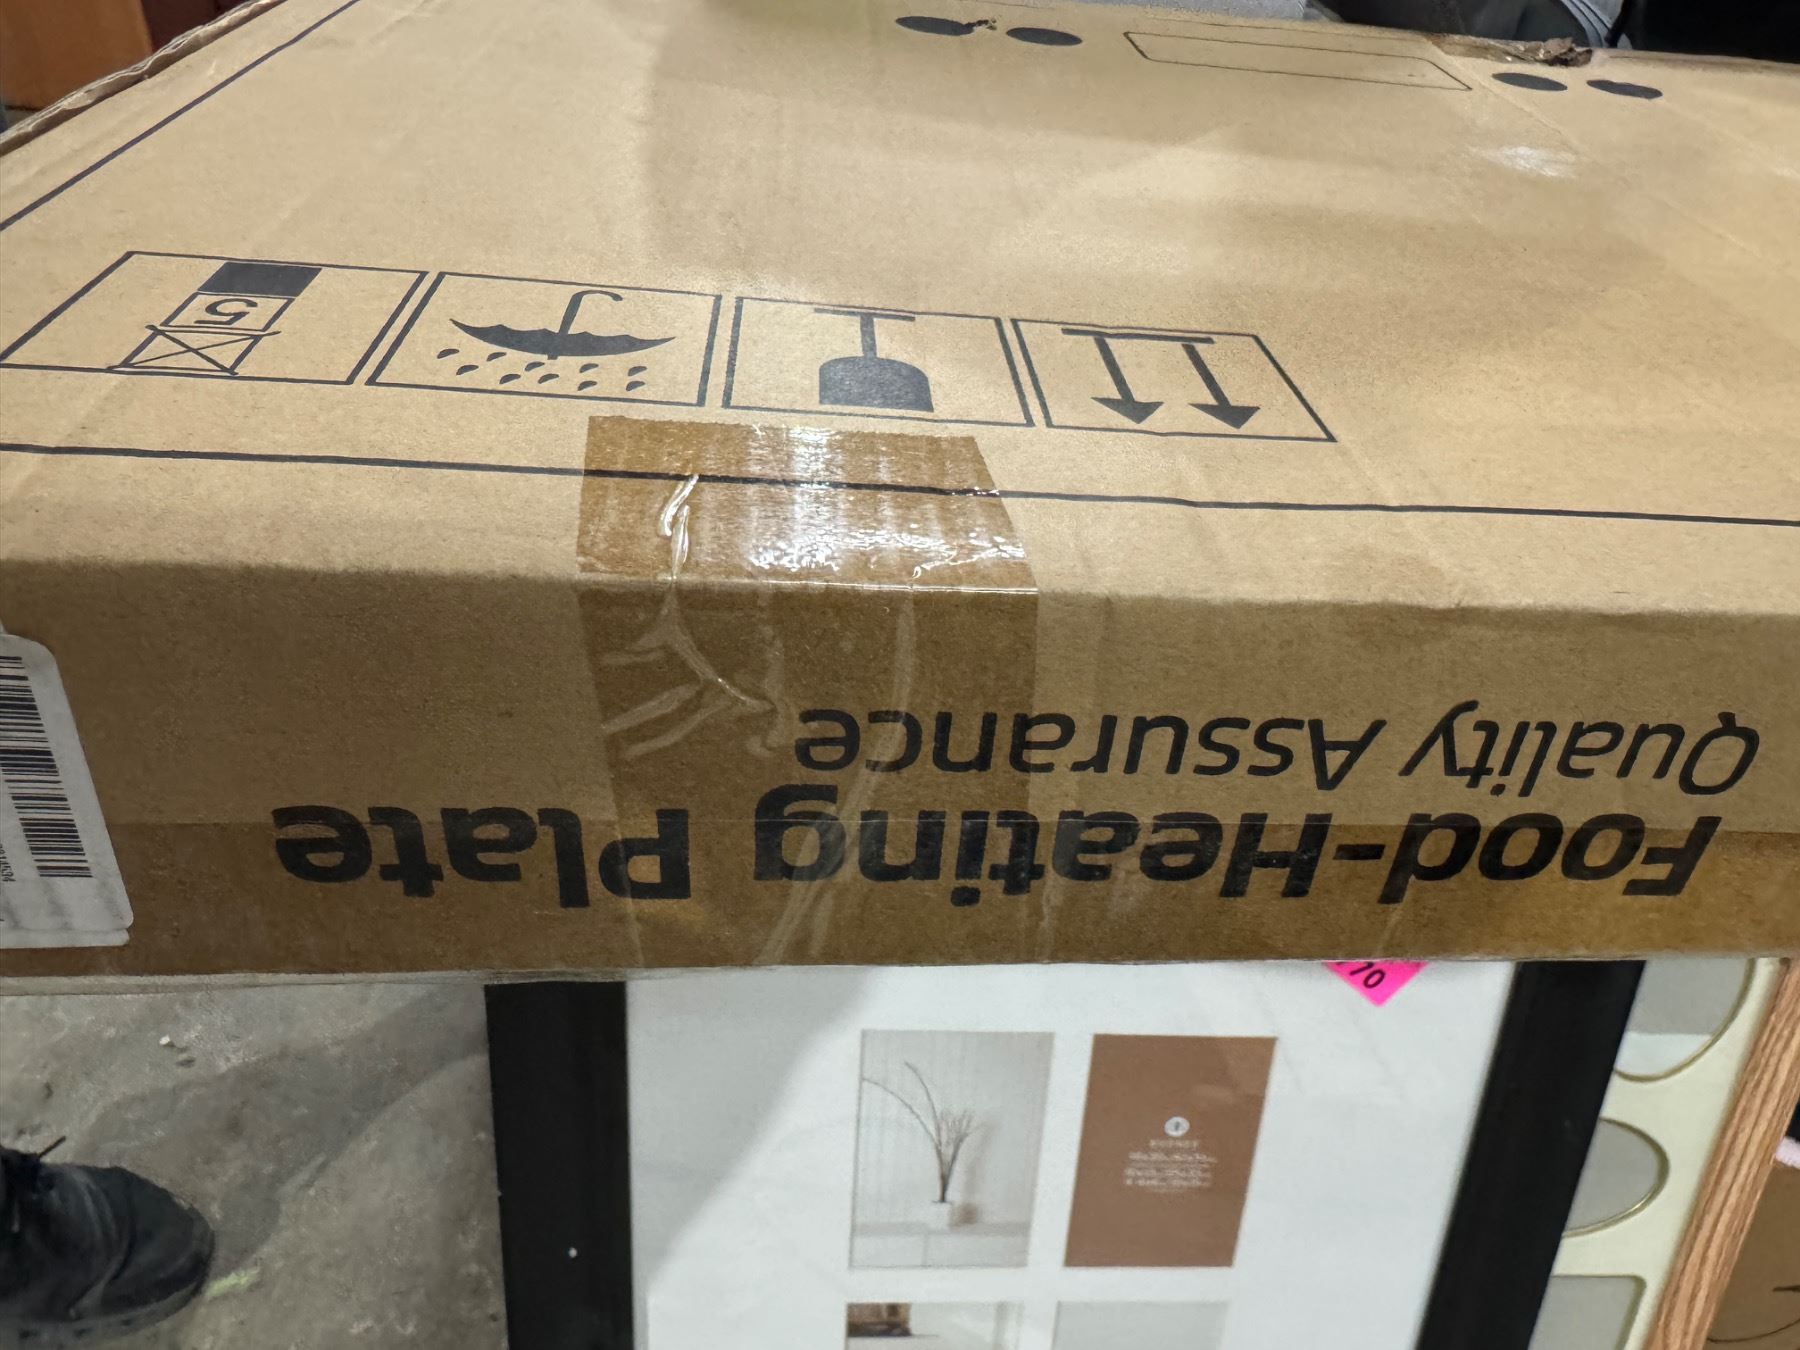 Food-Heating Plate
Quality Assurance
5